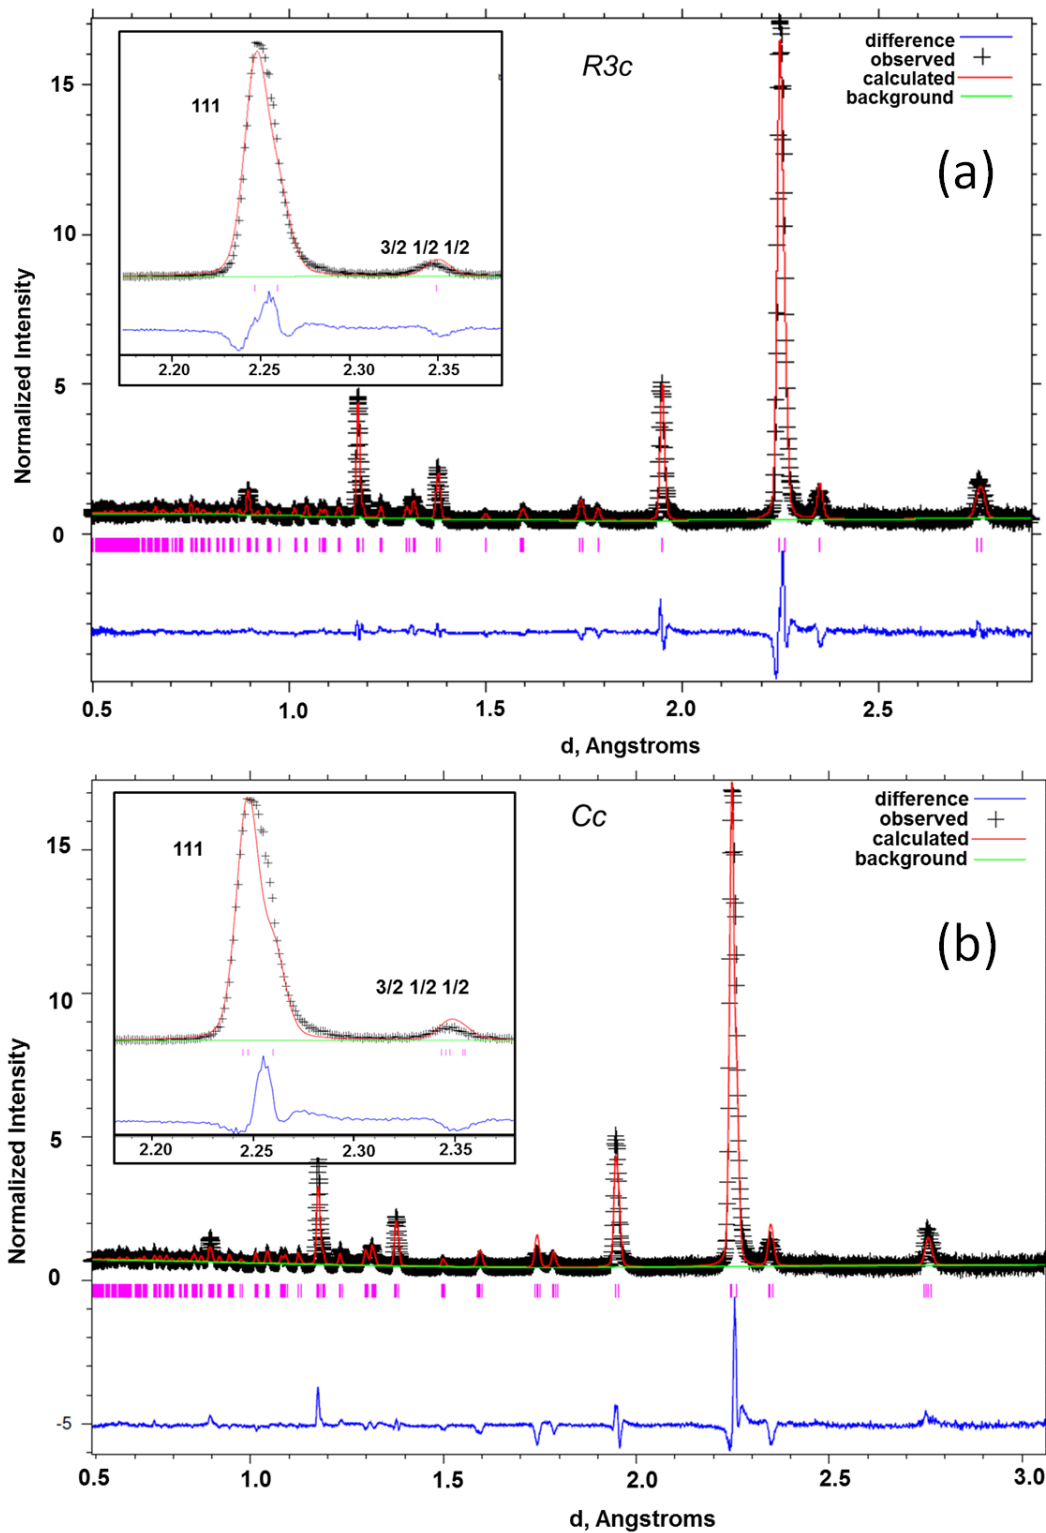 R3c
difference
observed
calculated
background
(a)
111
3/2 1/2 1/2
2.20
2.25
2.30
2.35
15
10
5
0
Normalized Intensity
0.5
1.0
1.5
2.0
2.5
d, Angstroms
Cc
difference
observed
calculated
background
(b)
111
3/2 1/2 1/2
2.20
2.25
2.30
2.35
15
10
5
0
-5
Normalized Intensity
0.5
1.0
1.5
2.0
2.5
3.0
d, Angstroms